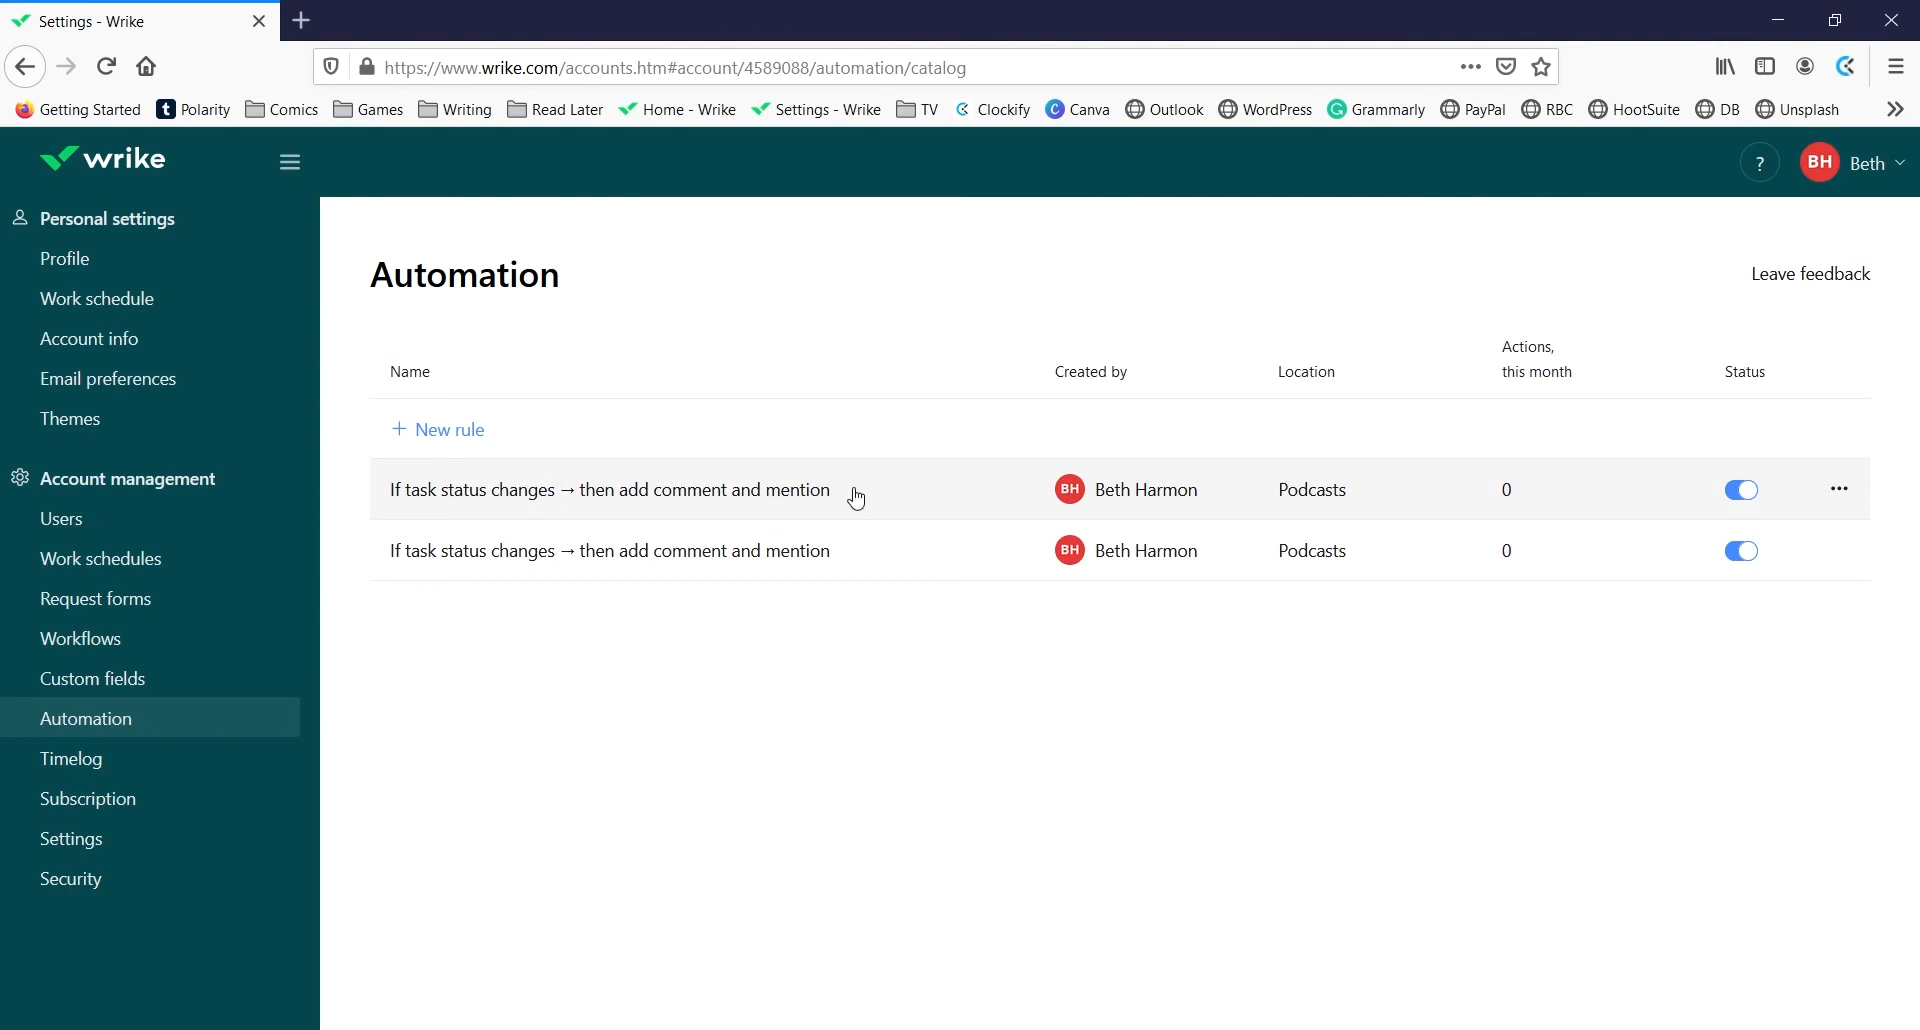 Settings - Wrike
https://www.wrike.com/accounts.htm#account/4589088/automation/catalog
Getting Started Polarity Comics Games Writing Read Later Home - Wrike Settings - Wrike TV Clockify Canva Outlook WordPress Grammarly PayPal RBC HootSuite DB Unsplash
wrike
? BH Beth
Personal settings
Profile
Work schedule
Account info
Email preferences
Themes
Account management
Users
Work schedules
Request forms
Workflows
Custom fields
Automation
Timelog
Subscription
Settings
Security
Automation
Leave feedback
Name Created by Location Actions, this month Status
+ New rule
If task status changes → then add comment and mention BH Beth Harmon Podcasts 0
If task status changes → then add comment and mention BH Beth Harmon Podcasts 0